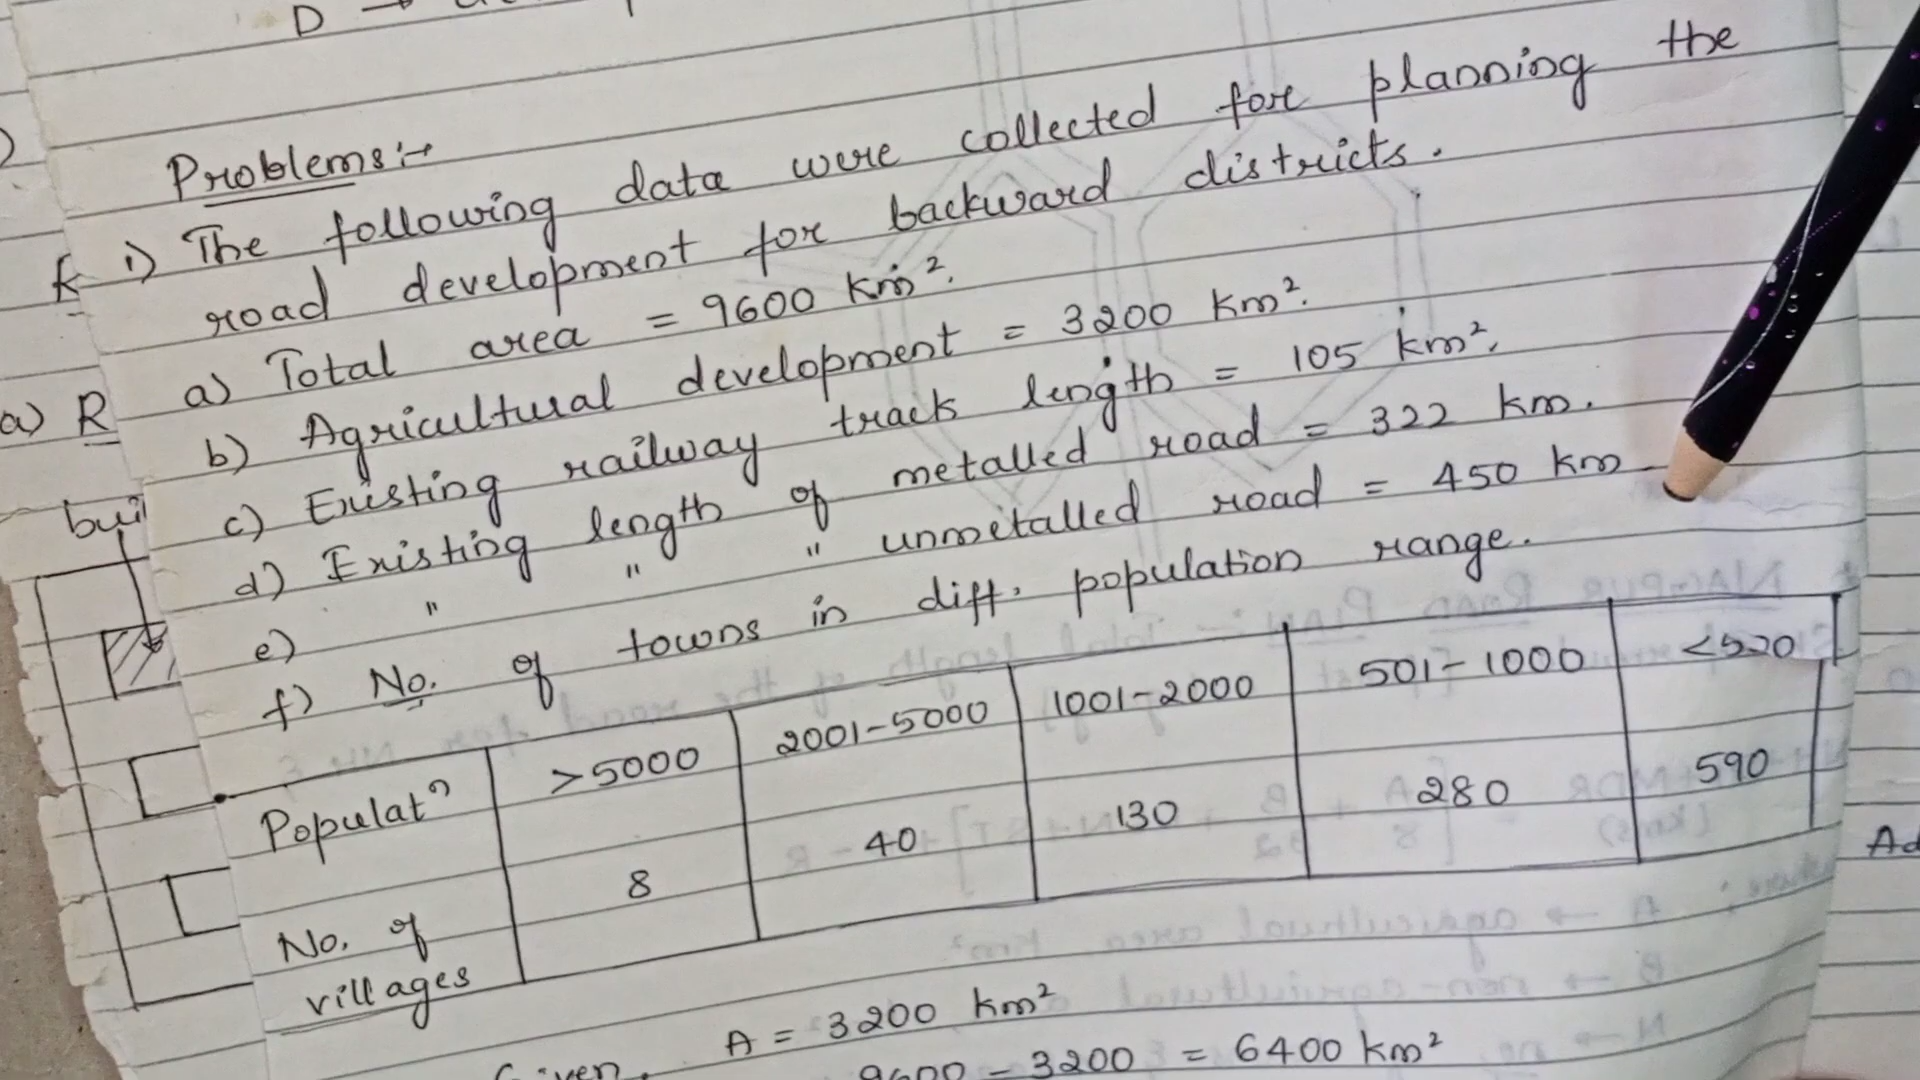 D →
Problems:-
1) The following data were collected for planning the
road development for backward districts.
a) Total area = 9600 km².
b) Agricultural development = 3200 km².
c) Existing railway track length = 105 km².
d) Existing length of metalled road = 322 km.
e) " " " unmetalled road = 450 km
f) No. of towns in diff. population range.
Populatⁿ >5000 2001-5000 1001-2000 501-1000 <500
No. of villages 8 40 130 280 590
Given, A = 3200 km²
9600 - 3200 = 6400 km²
a) R